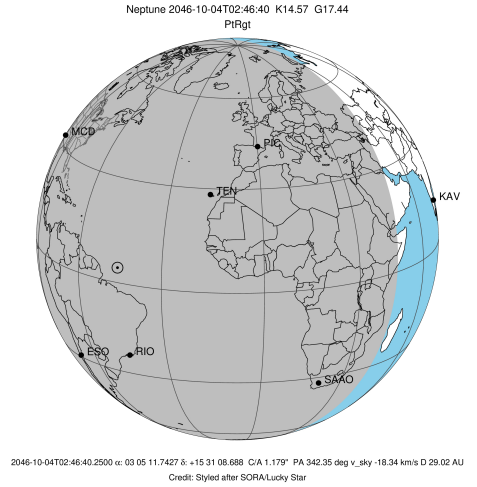 Neptune 2046-10-04T02:46:40 K14.57 G17.44
PtRgt
MCD
PIC
TEN
KAV
ESO
RIO
SAAO
2046-10-04T02:46:40.2500 α: 03 05 11.7427 δ: +15 31 08.688 C/A 1.179" PA 342.35 deg v_sky -18.34 km/s D 29.02 AU
Credit: Styled after SORA/Lucky Star